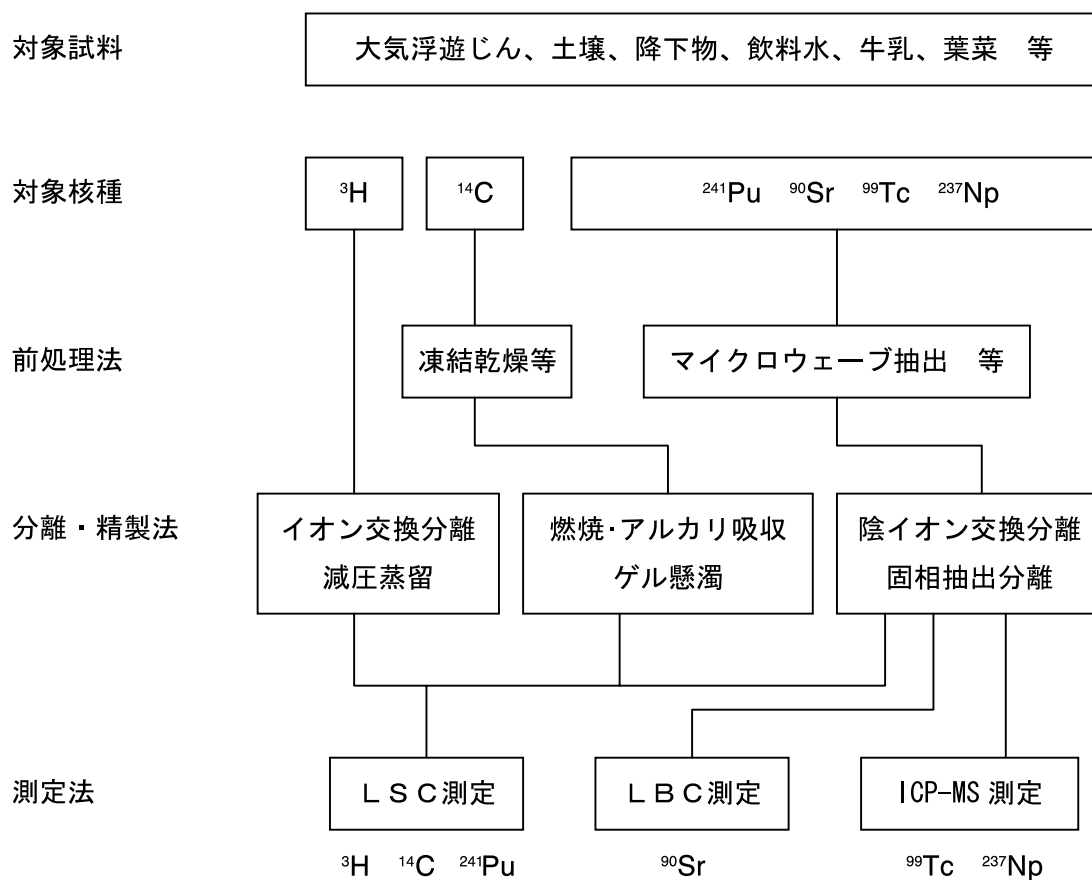 対象試料
大気浮遊じん、土壌、降下物、飲料水、牛乳、葉菜　等
対象核種
³H
¹⁴C
²⁴¹Pu ⁹⁰Sr ⁹⁹Tc ²³⁷Np
前処理法
凍結乾燥等
マイクロウェーブ抽出　等
分離・精製法
イオン交換分離
減圧蒸留
燃焼・アルカリ吸収
ゲル懸濁
陰イオン交換分離
固相抽出分離
測定法
ＬＳＣ測定
ＬＢＣ測定
ICP-MS 測定
³H ¹⁴C ²⁴¹Pu
⁹⁰Sr
⁹⁹Tc ²³⁷Np